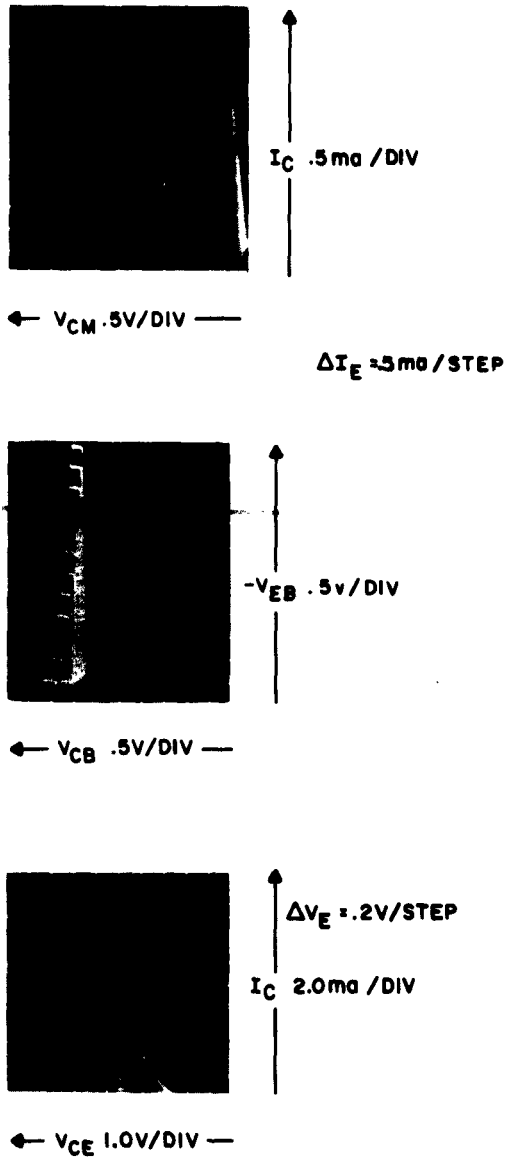 I_C .5ma/DIV
V_CM .5V/DIV
ΔI_E =.5ma/STEP
-V_EB .5v/DIV
V_CB .5V/DIV
ΔV_E =.2V/STEP
I_C 2.0ma/DIV
V_CE 1.0V/DIV